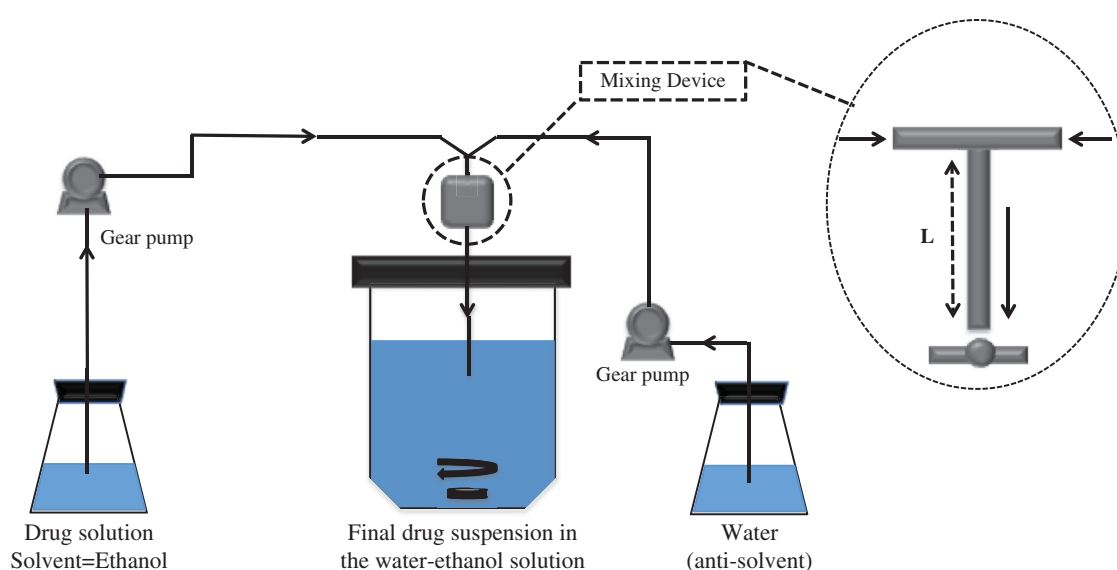 Mixing Device
Gear pump
L
Gear pump
Drug solution
Solvent=Ethanol
Final drug suspension in
the water-ethanol solution
Water
(anti-solvent)